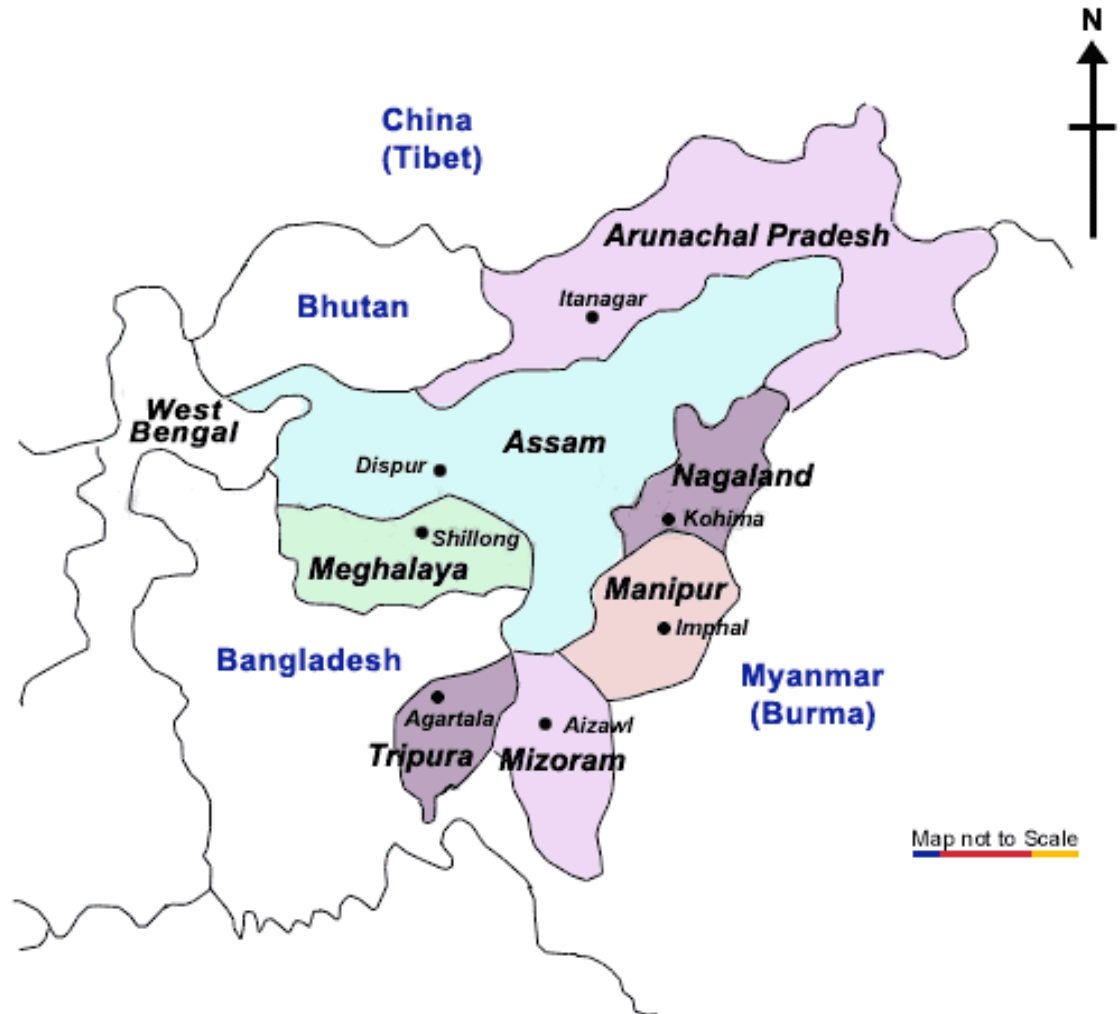 N
China
(Tibet)
Arunachal Pradesh
Itanagar
Bhutan
West
Bengal
Assam
Dispur
Nagaland
Kohima
Shillong
Meghalaya
Manipur
Imphal
Bangladesh
Myanmar
(Burma)
Agartala
Aizawl
Tripura
Mizoram
Map not to Scale